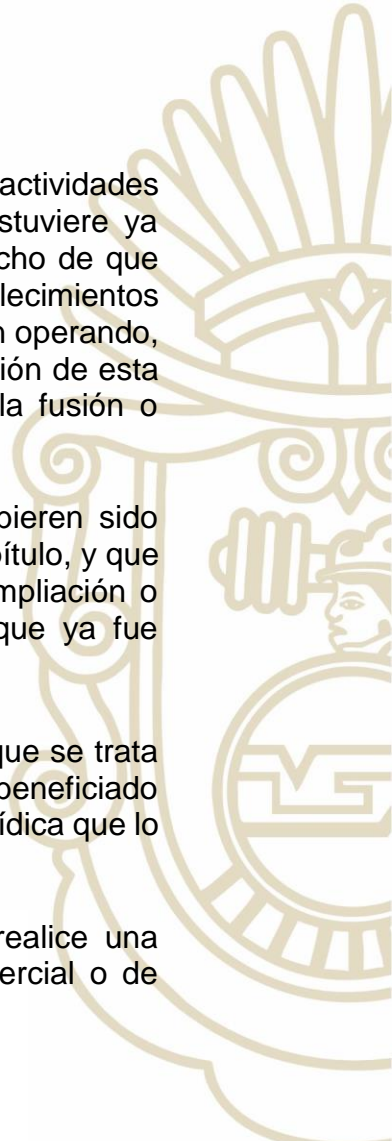 actividades
stuviere ya
cho de que
lecimientos
operando,
ión de esta
la fusión o
sido
ítulo, y que
mpliación o
que ya fue
que se trata
beneficiado
ídica que lo
realice una
ercial o de